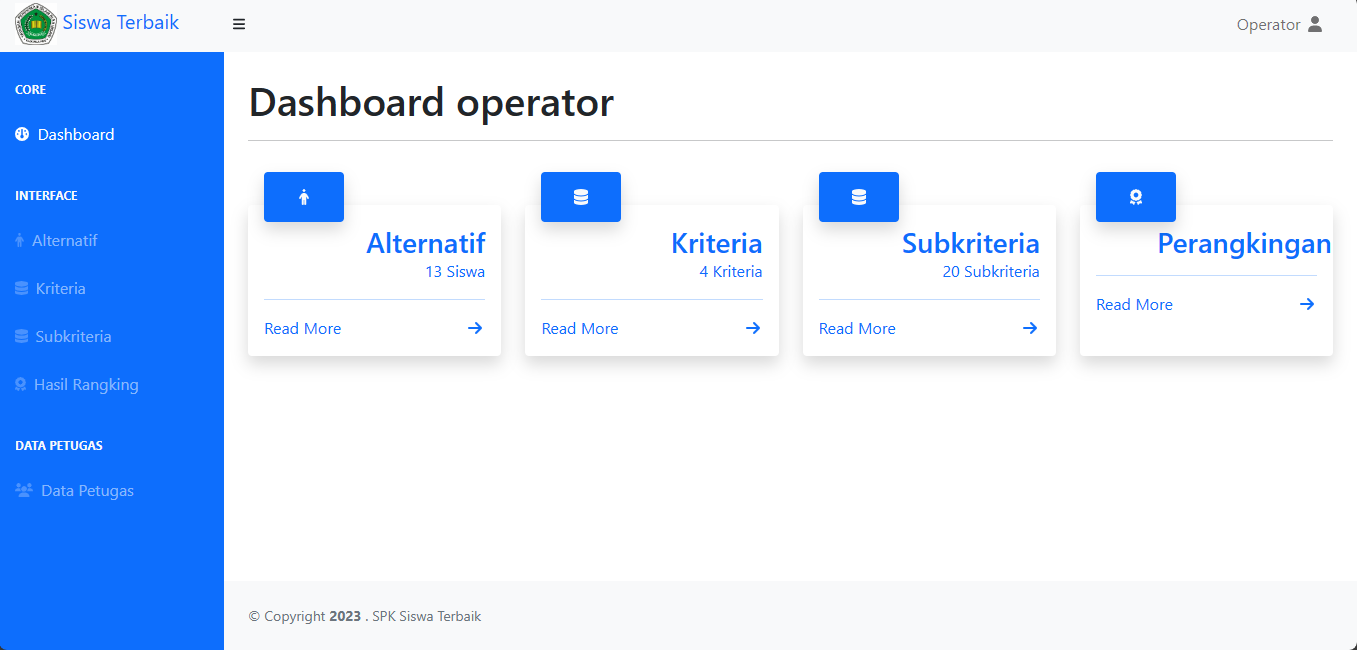 Siswa Terbaik
Operator
CORE
Dashboard
INTERFACE
Alternatif
Kriteria
Subkriteria
Hasil Rangking
DATA PETUGAS
Data Petugas
Dashboard operator
Alternatif
13 Siswa
Read More
Kriteria
4 Kriteria
Read More
Subkriteria
20 Subkriteria
Read More
Perangkingan
Read More
© Copyright 2023 . SPK Siswa Terbaik